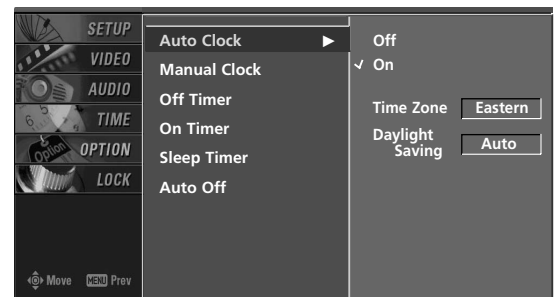 SETUP
VIDEO
AUDIO
TIME
OPTION
LOCK
Move MENU Prev
Auto Clock
Manual Clock
Off Timer
On Timer
Sleep Timer
Auto Off
Off
✓ On
Time Zone Eastern
Daylight
Saving Auto